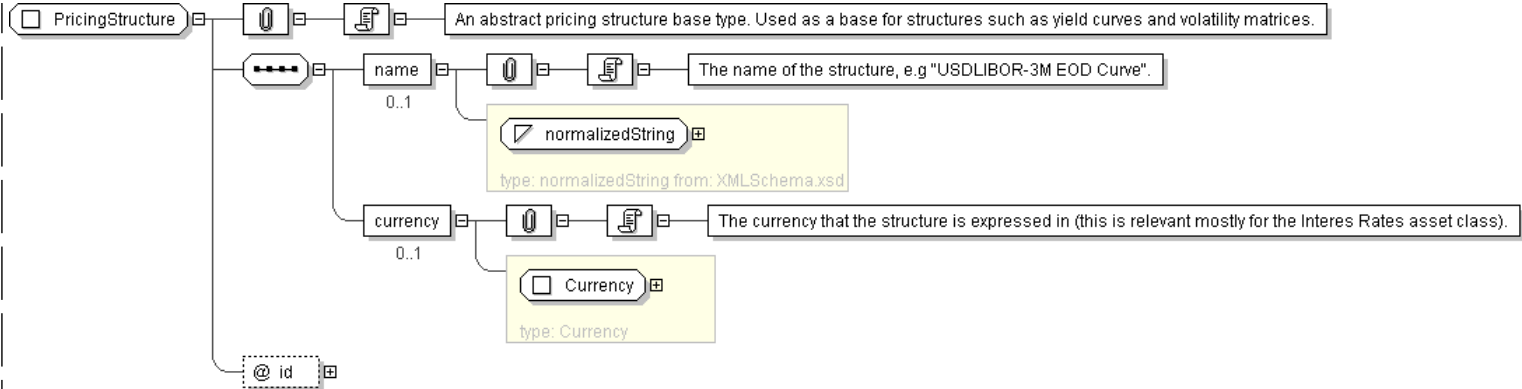 PricingStructure
An abstract pricing structure base type. Used as a base for structures such as yield curves and volatility matrices.
name
The name of the structure, e.g "USDLIBOR-3M EOD Curve".
0..1
normalizedString
type: normalizedString from: XMLSchema.xsd
currency
The currency that the structure is expressed in (this is relevant mostly for the Interes Rates asset class).
0..1
Currency
type: Currency
@ id